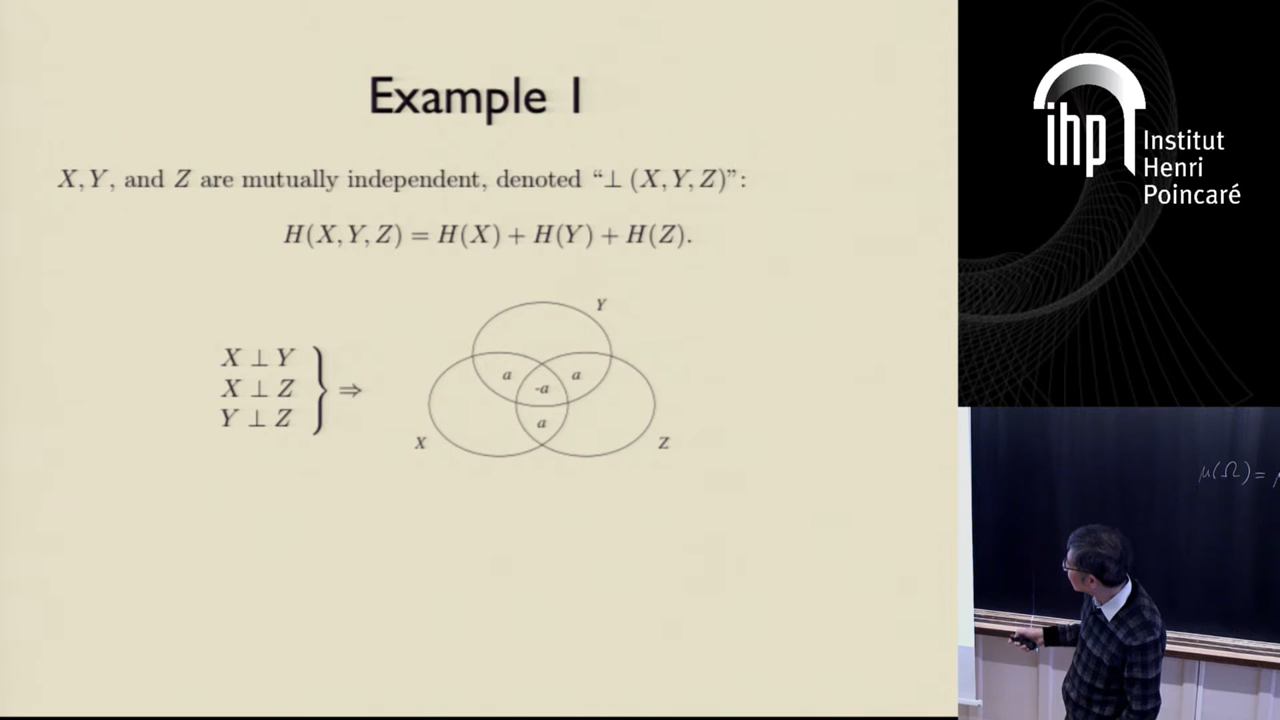 Example 1
X, Y, and Z are mutually independent, denoted “⊥ (X, Y, Z)”:
H(X, Y, Z) = H(X) + H(Y) + H(Z).
X ⊥ Y
X ⊥ Z
Y ⊥ Z
⇒
Y
a
a
-a
a
X
Z
ihp
Institut
Henri
Poincaré
μ(Ω) =